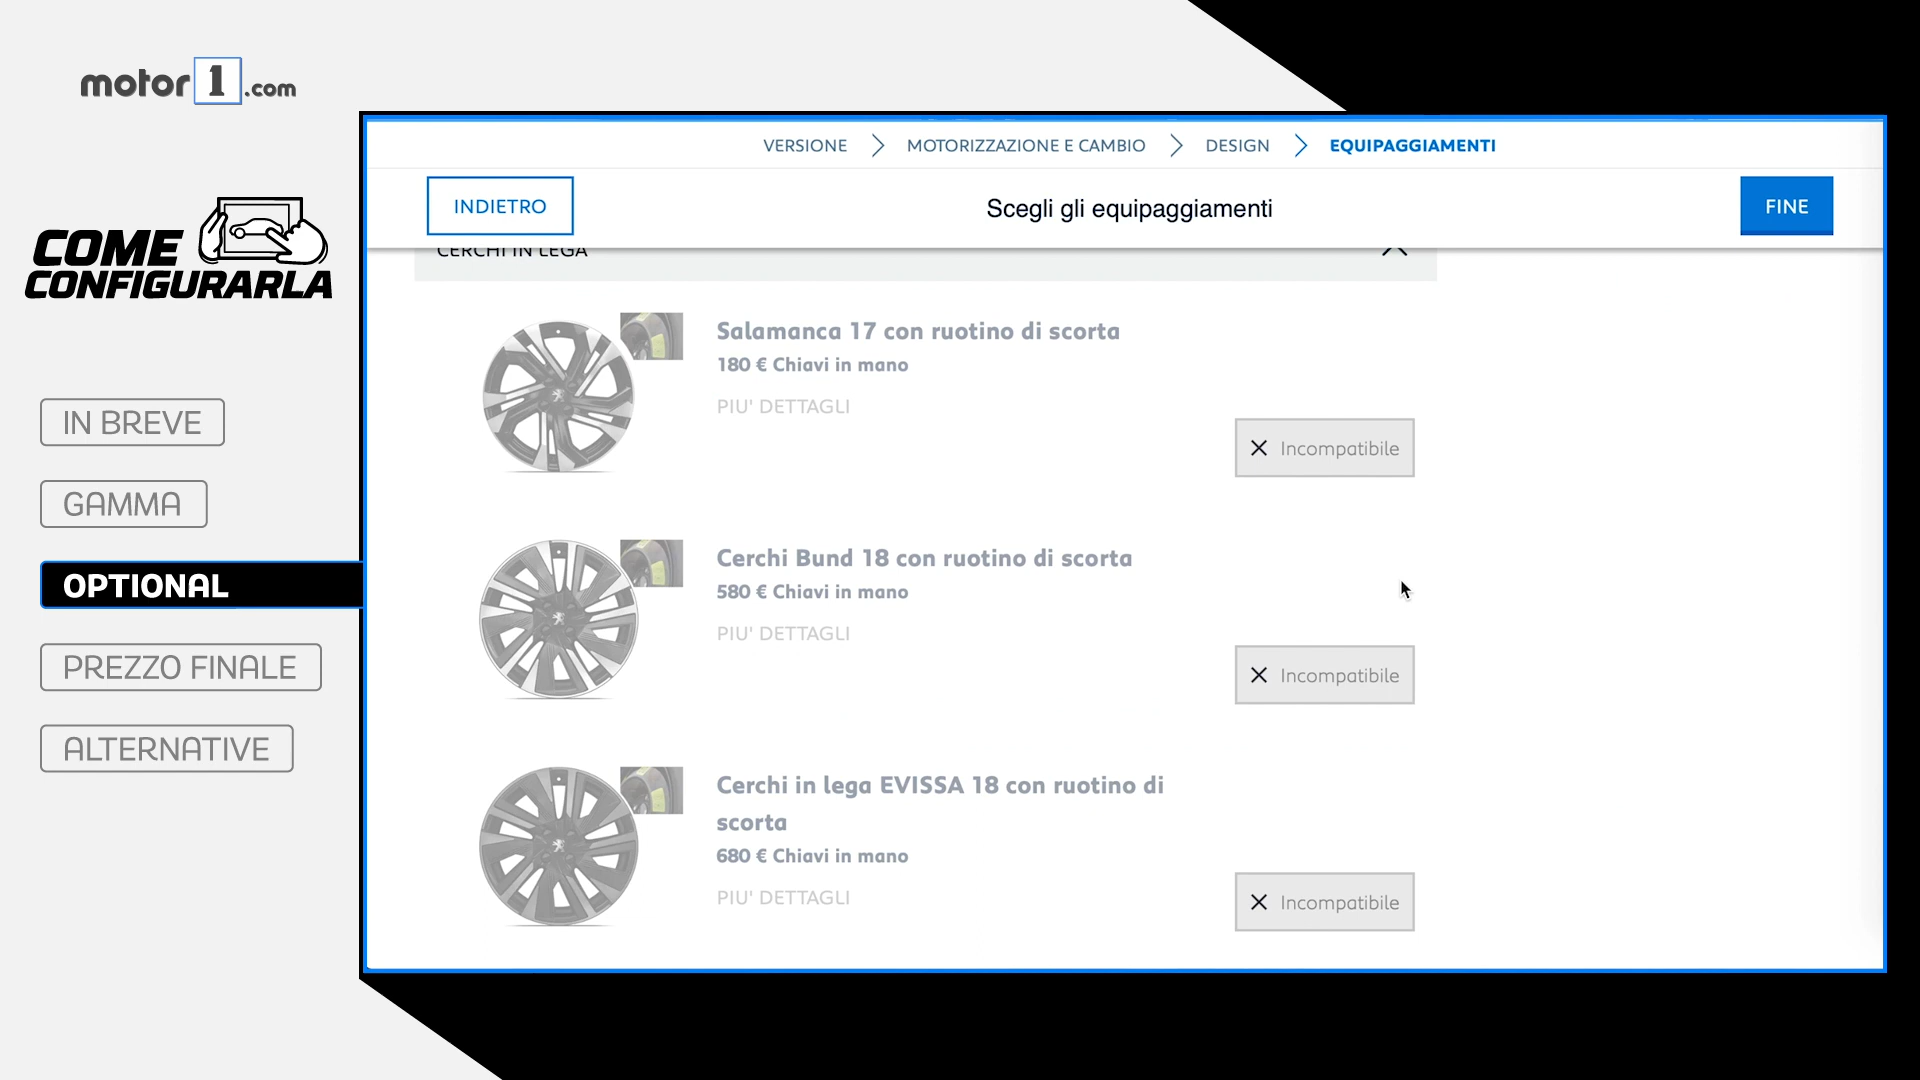 motor1.com
COME
CONFIGURARLA
IN BREVE
GAMMA
OPTIONAL
PREZZO FINALE
ALTERNATIVE
VERSIONE
MOTORIZZAZIONE E CAMBIO
DESIGN
EQUIPAGGIAMENTI
INDIETRO
Scegli gli equipaggiamenti
FINE
CERCHI IN LEGA
Salamanca 17 con ruotino di scorta
180 € Chiavi in mano
PIU' DETTAGLI
Incompatibile
Cerchi Bund 18 con ruotino di scorta
580 € Chiavi in mano
PIU' DETTAGLI
Incompatibile
Cerchi in lega EVISSA 18 con ruotino di
scorta
680 € Chiavi in mano
PIU' DETTAGLI
Incompatibile